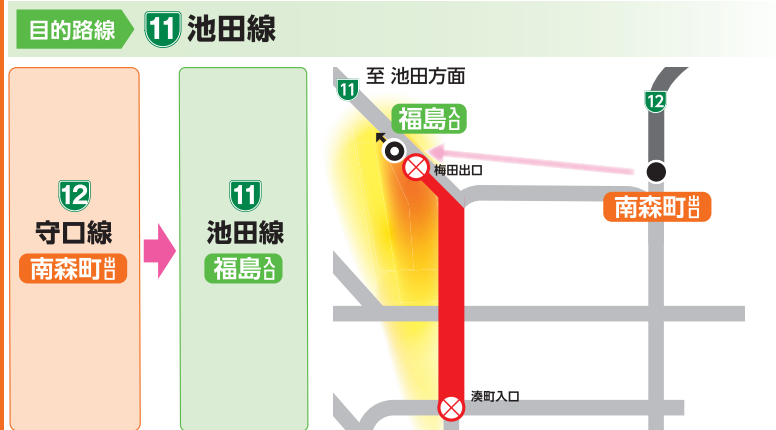 目的路線
11 池田線
12
守口線
南森町出口
11
池田線
福島入口
至 池田方面
11
福島入口
12
梅田出口
南森町出口
湊町入口